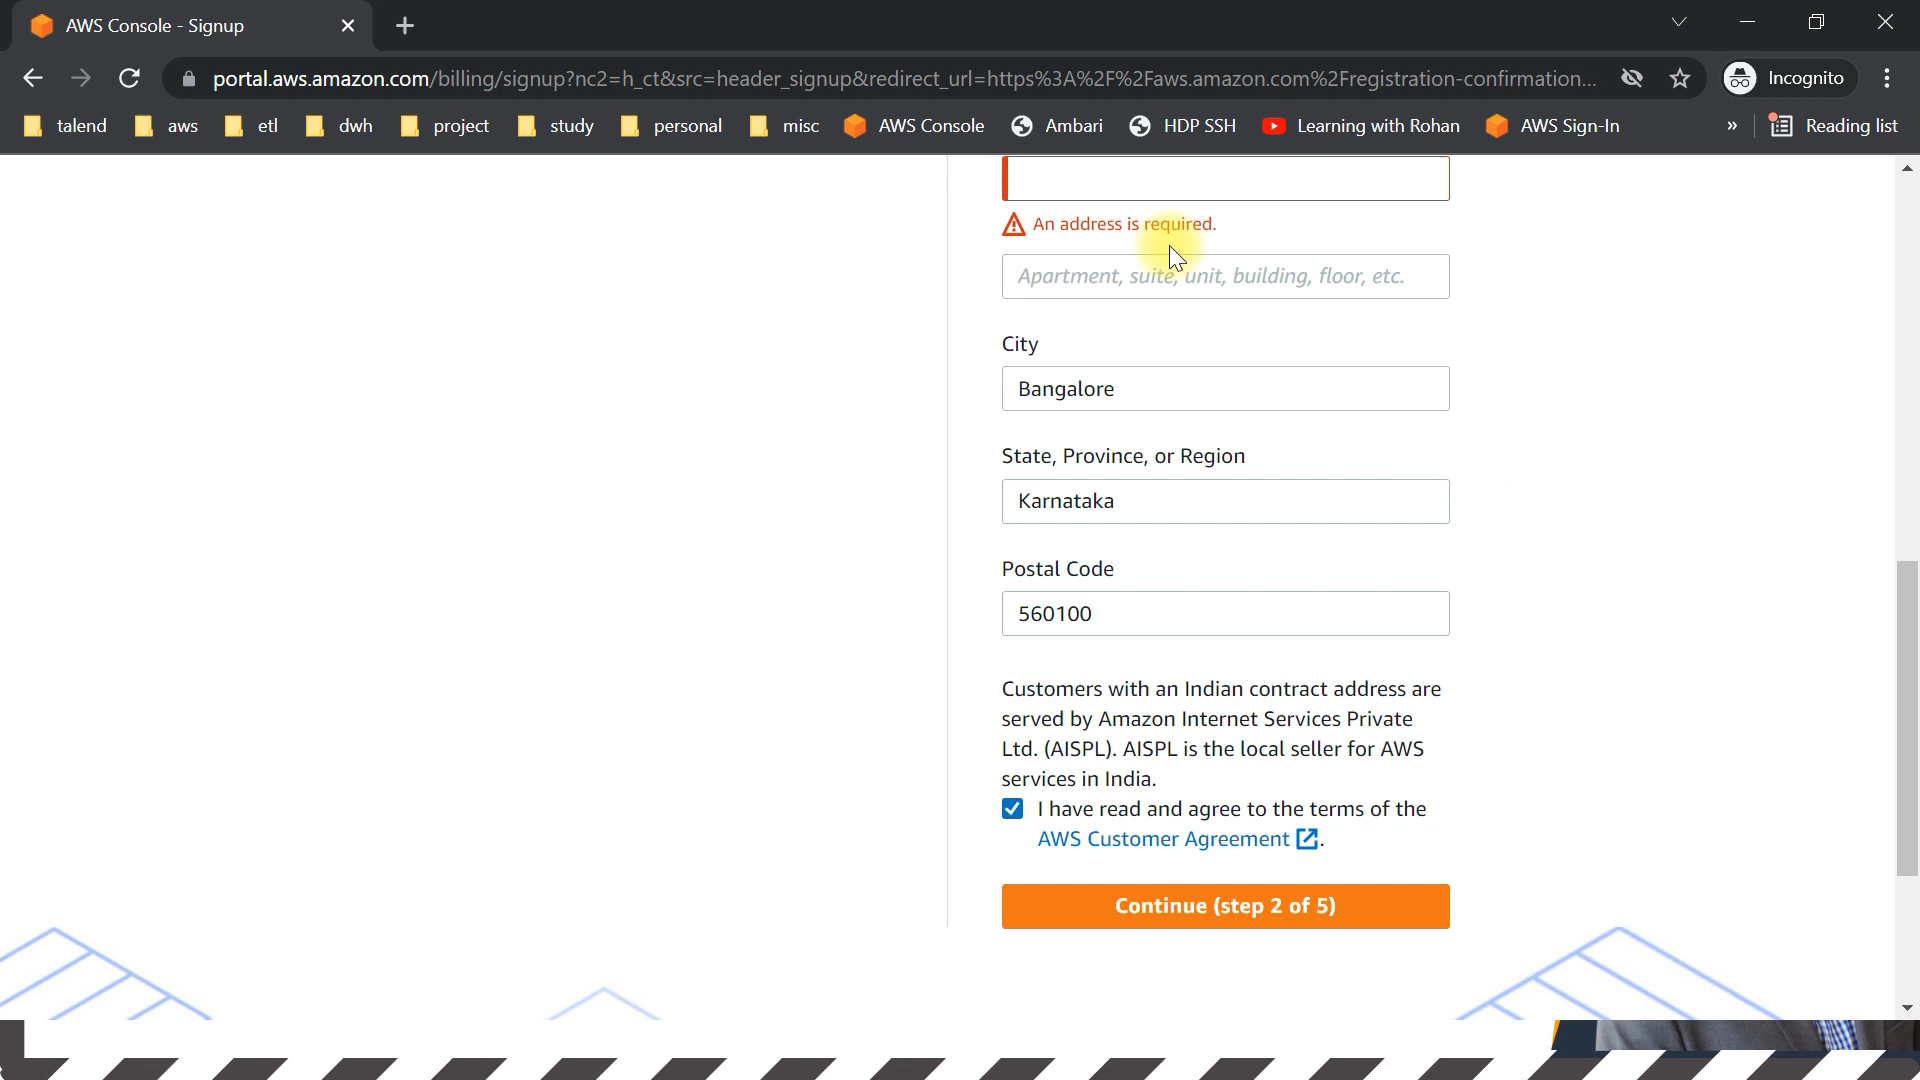 AWS Console - Signup
portal.aws.amazon.com/billing/signup?nc2=h_ct&src=header_signup&redirect_url=https%3A%2F%2Faws.amazon.com%2Fregistration-confirmation...
Incognito
talend
aws
etl
dwh
project
study
personal
misc
AWS Console
Ambari
HDP SSH
Learning with Rohan
AWS Sign-In
»
Reading list
An address is required.
Apartment, suite, unit, building, floor, etc.
City
Bangalore
State, Province, or Region
Karnataka
Postal Code
560100
Customers with an Indian contract address are
served by Amazon Internet Services Private
Ltd. (AISPL). AISPL is the local seller for AWS
services in India.
I have read and agree to the terms of the
AWS Customer Agreement .
Continue (step 2 of 5)